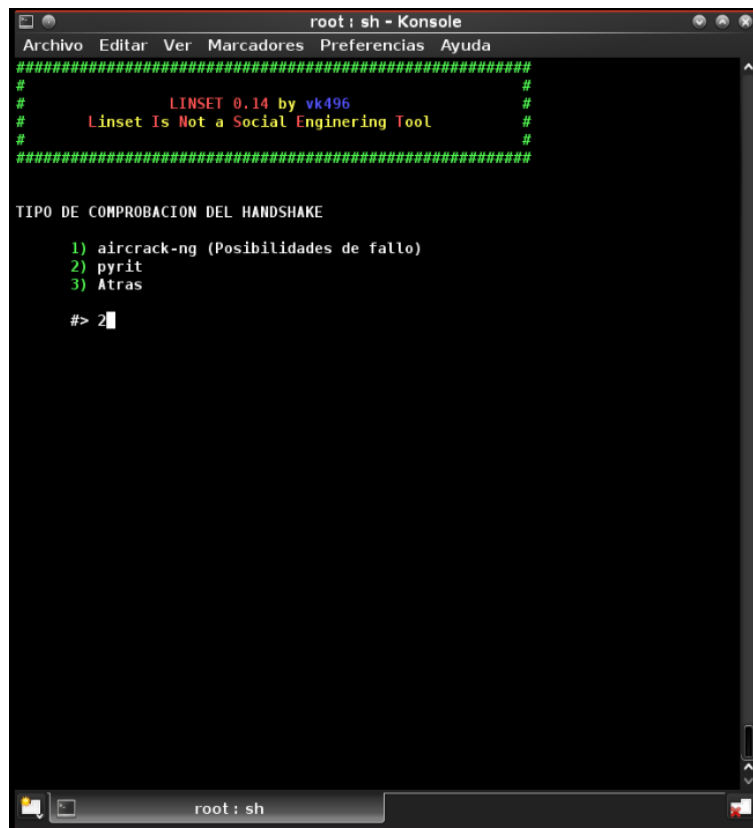 root : sh – Konsole
Archivo Editar Ver Marcadores Preferencias Ayuda
#########################################################
# #
# LINSET 0.14 by vk496 #
# Linset Is Not a Social Enginering Tool #
# #
#########################################################
TIPO DE COMPROBACION DEL HANDSHAKE
1) aircrack-ng (Posibilidades de fallo)
2) pyrit
3) Atras
#> 2
root : sh